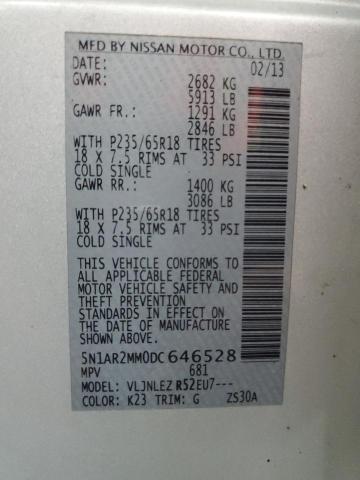 MFD BY NISSAN MOTOR CO., LTD.
DATE: 02/13
GVWR: 2682 KG
5913 LB
GAWR FR.: 1291 KG
2846 LB
WITH P235/65R18 TIRES
18 X 7.5 RIMS AT 33 PSI
COLD SINGLE
GAWR RR.: 1400 KG
3086 LB
WITH P235/65R18 TIRES
18 X 7.5 RIMS AT 33 PSI
COLD SINGLE
THIS VEHICLE CONFORMS TO
ALL APPLICABLE FEDERAL
MOTOR VEHICLE SAFETY AND
THEFT PREVENTION
STANDARDS IN EFFECT ON
THE DATE OF MANUFACTURE
SHOWN ABOVE.
5N1AR2MM0DC646528
MPV 681
MODEL: VLJNLEZ R52EU7---
COLOR: K23 TRIM: G ZS30A